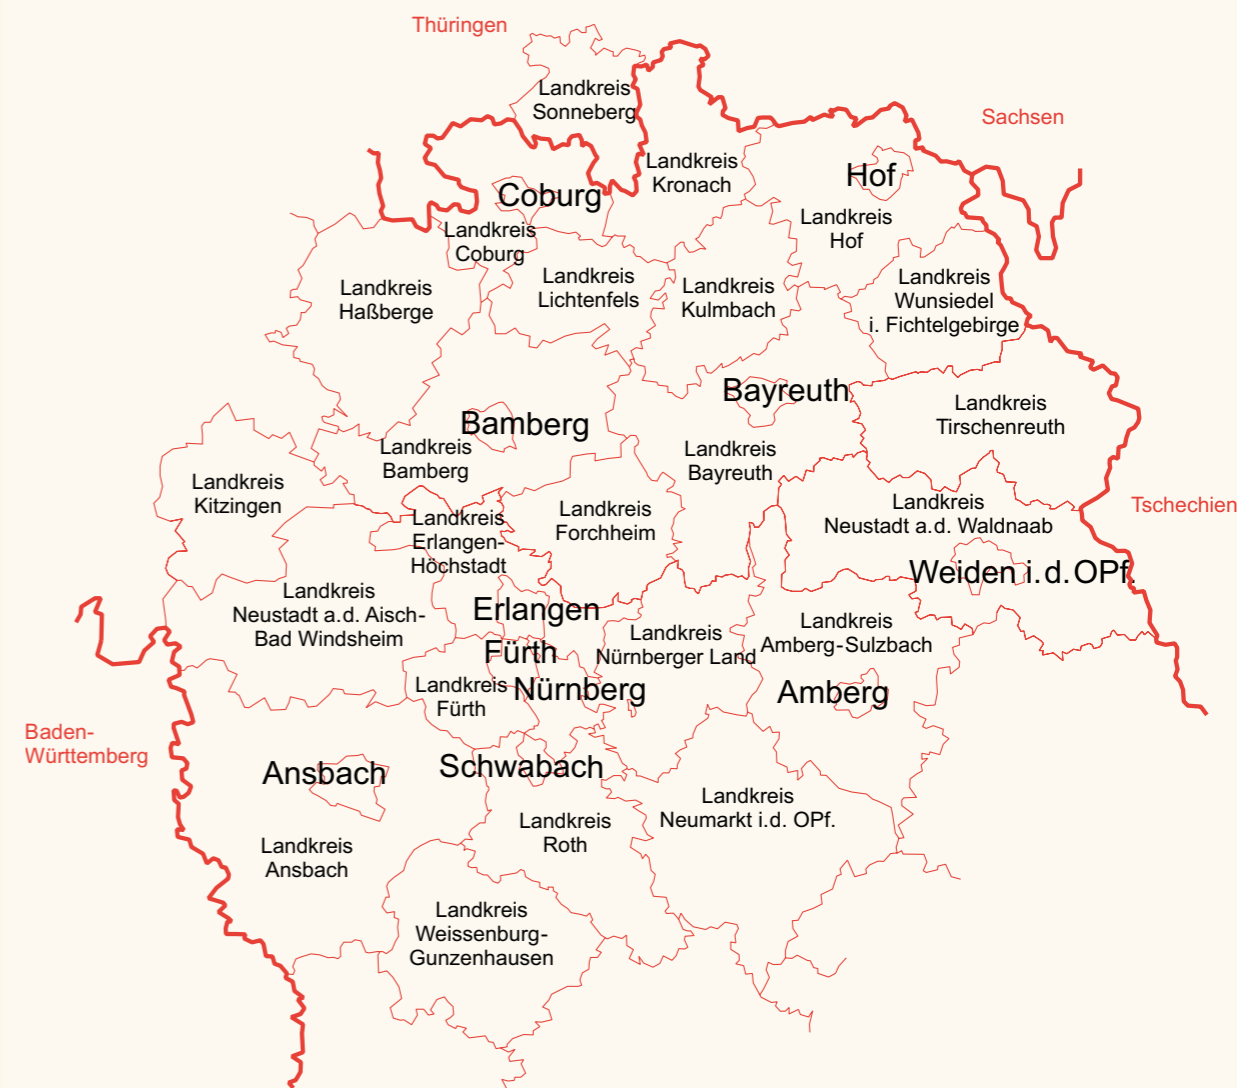 Thüringen
Landkreis
Sonneberg
Sachsen
Landkreis
Kronach
Hof
Coburg
Landkreis
Hof
Landkreis
Coburg
Landkreis
Haßberge
Landkreis
Lichtenfels
Landkreis
Kulmbach
Landkreis
Wunsiedel
i. Fichtelgebirge
Bayreuth
Landkreis
Tirschenreuth
Bamberg
Landkreis
Bamberg
Landkreis
Bayreuth
Landkreis
Kitzingen
Landkreis
Erlangen-
Höchstadt
Landkreis
Forchheim
Landkreis
Neustadt a.d. Waldnaab
Tschechien
Weiden i.d.OPf.
Landkreis
Neustadt a.d. Aisch-
Bad Windsheim
Erlangen
Landkreis
Nürnberger Land
Landkreis
Amberg-Sulzbach
Fürth
Landkreis
Fürth
Nürnberg
Amberg
Baden-
Württemberg
Ansbach
Schwabach
Landkreis
Neumarkt i.d. OPf.
Landkreis
Roth
Landkreis
Ansbach
Landkreis
Weissenburg-
Gunzenhausen